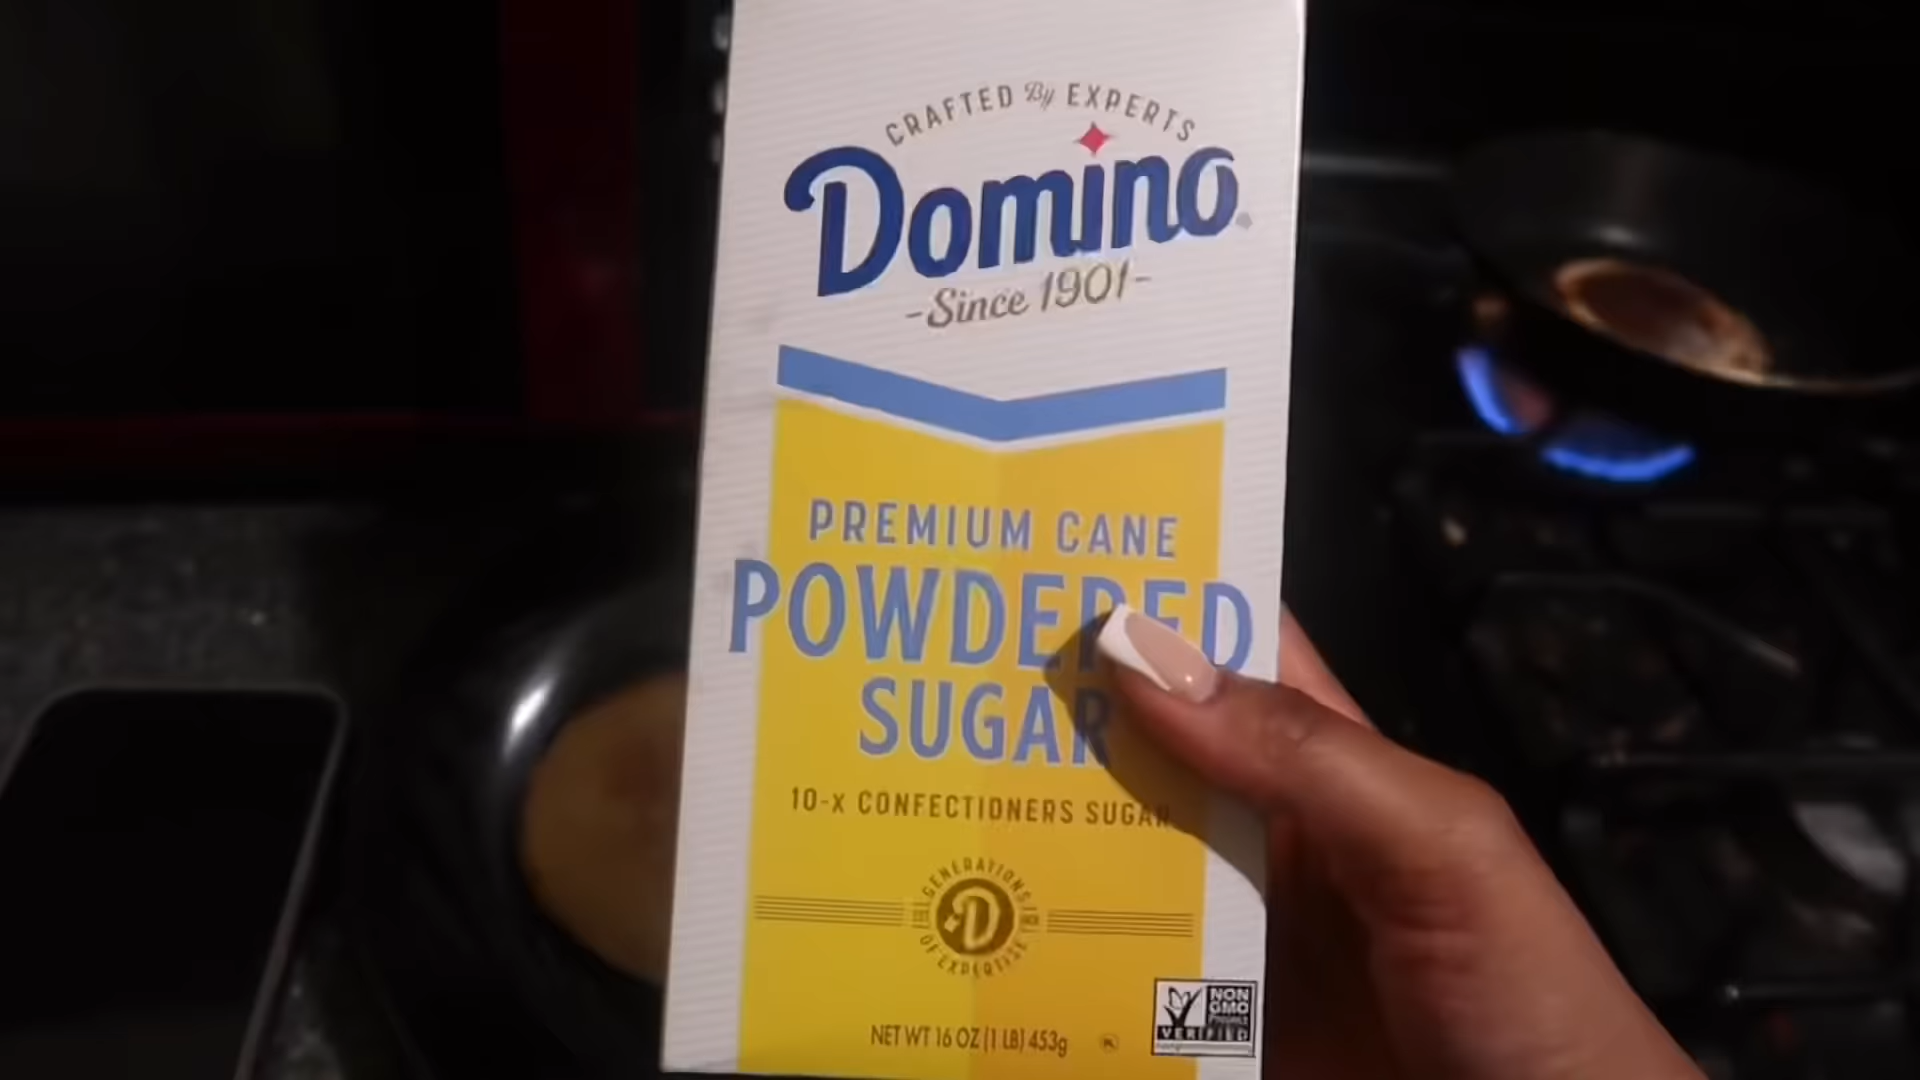 CRAFTED By EXPERTS
Domino
-Since 1901-
PREMIUM CANE
POWDERED
SUGAR
10-X CONFECTIONERS SUGAR
GENERATIONS
D
OF EXPERTISE
NET WT 16 OZ (1 LB) 453g
K
NON
GMO
Project
VERIFIED